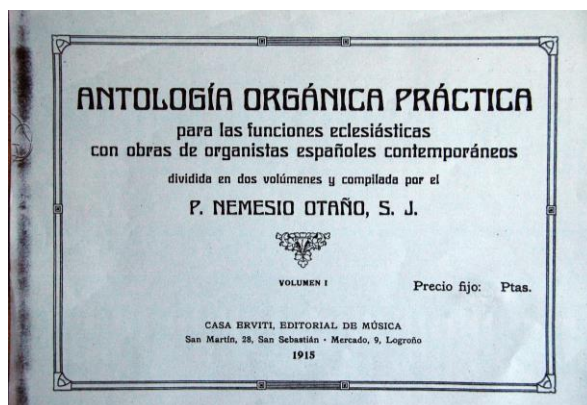 ANTOLOGÍA ORGÁNICA PRÁCTICA
para las funciones eclesiásticas
con obras de organistas españoles contemporáneos
dividida en dos volúmenes y compilada por el
P. NEMESIO OTAÑO, S. J.
VOLUMEN I
Precio fijo: Ptas.
CASA ERVITI, EDITORIAL DE MÚSICA
San Martín, 28, San Sebastián - Mercado, 9, Logroño
1915